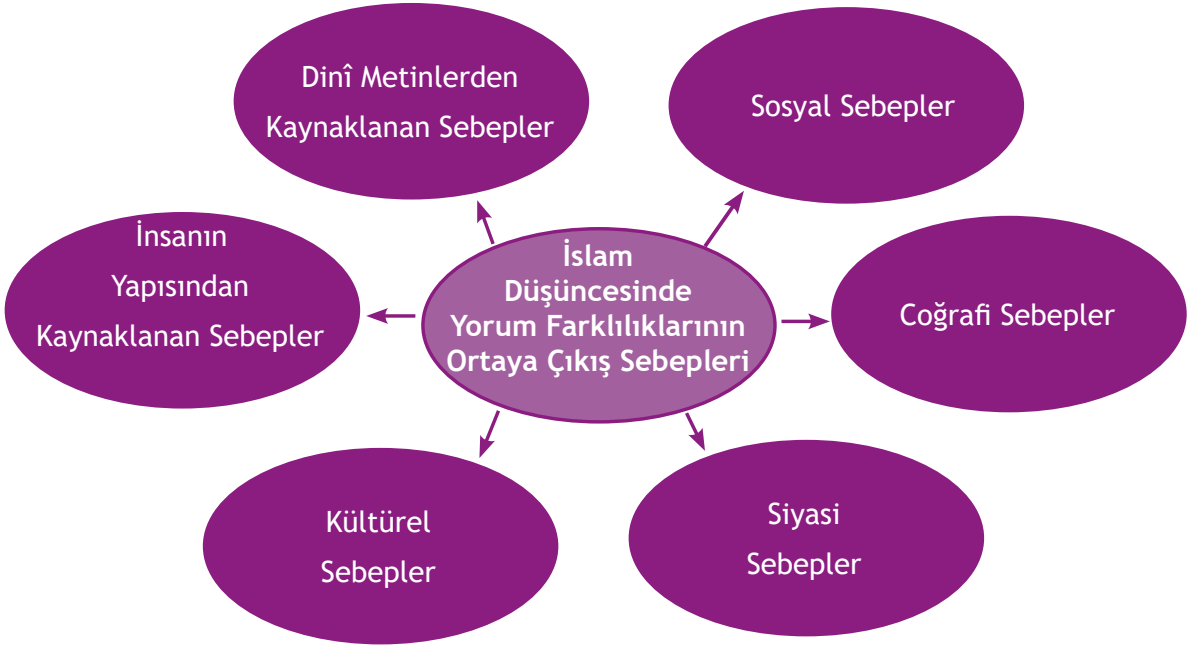 Dinî Metinlerden
Kaynaklanan Sebepler
Sosyal Sebepler
İnsanın
Yapısından
Kaynaklanan Sebepler
İslam
Düşüncesinde
Yorum Farklılıklarının
Ortaya Çıkış Sebepleri
Coğrafi Sebepler
Kültürel
Sebepler
Siyasi
Sebepler